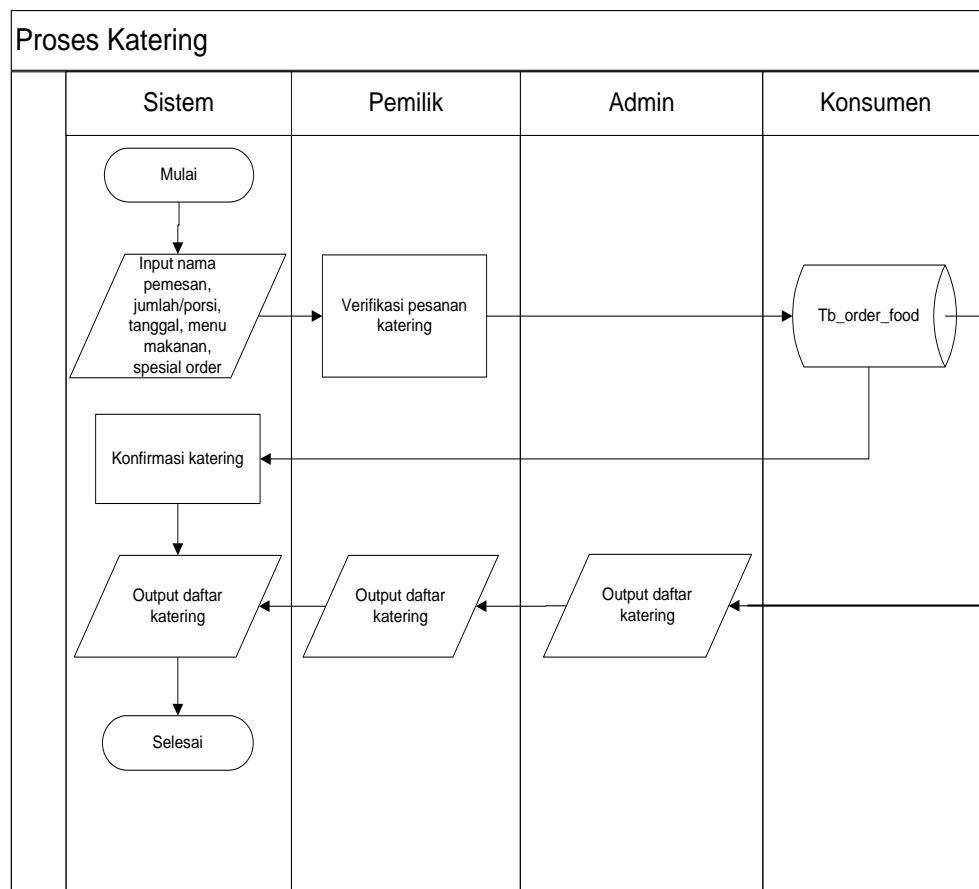 Proses Katering
Sistem
Pemilik
Admin
Konsumen
Mulai
Input nama
pemesan,
jumlah/porsi,
tanggal, menu
makanan,
spesial order
Verifikasi pesanan
katering
Tb_order_food
Konfirmasi katering
Output daftar
katering
Output daftar
katering
Output daftar
katering
Selesai